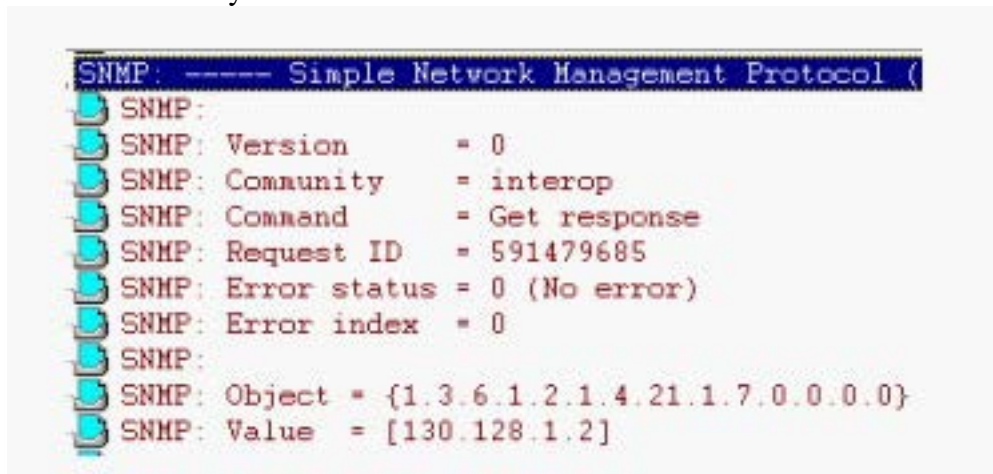 SNMP: ----- Simple Network Management Protocol (
SNMP:
SNMP: Version = 0
SNMP: Community = interop
SNMP: Command = Get response
SNMP: Request ID = 591479685
SNMP: Error status = 0 (No error)
SNMP: Error index = 0
SNMP:
SNMP: Object = {1.3.6.1.2.1.4.21.1.7.0.0.0.0}
SNMP: Value = [130.128.1.2]